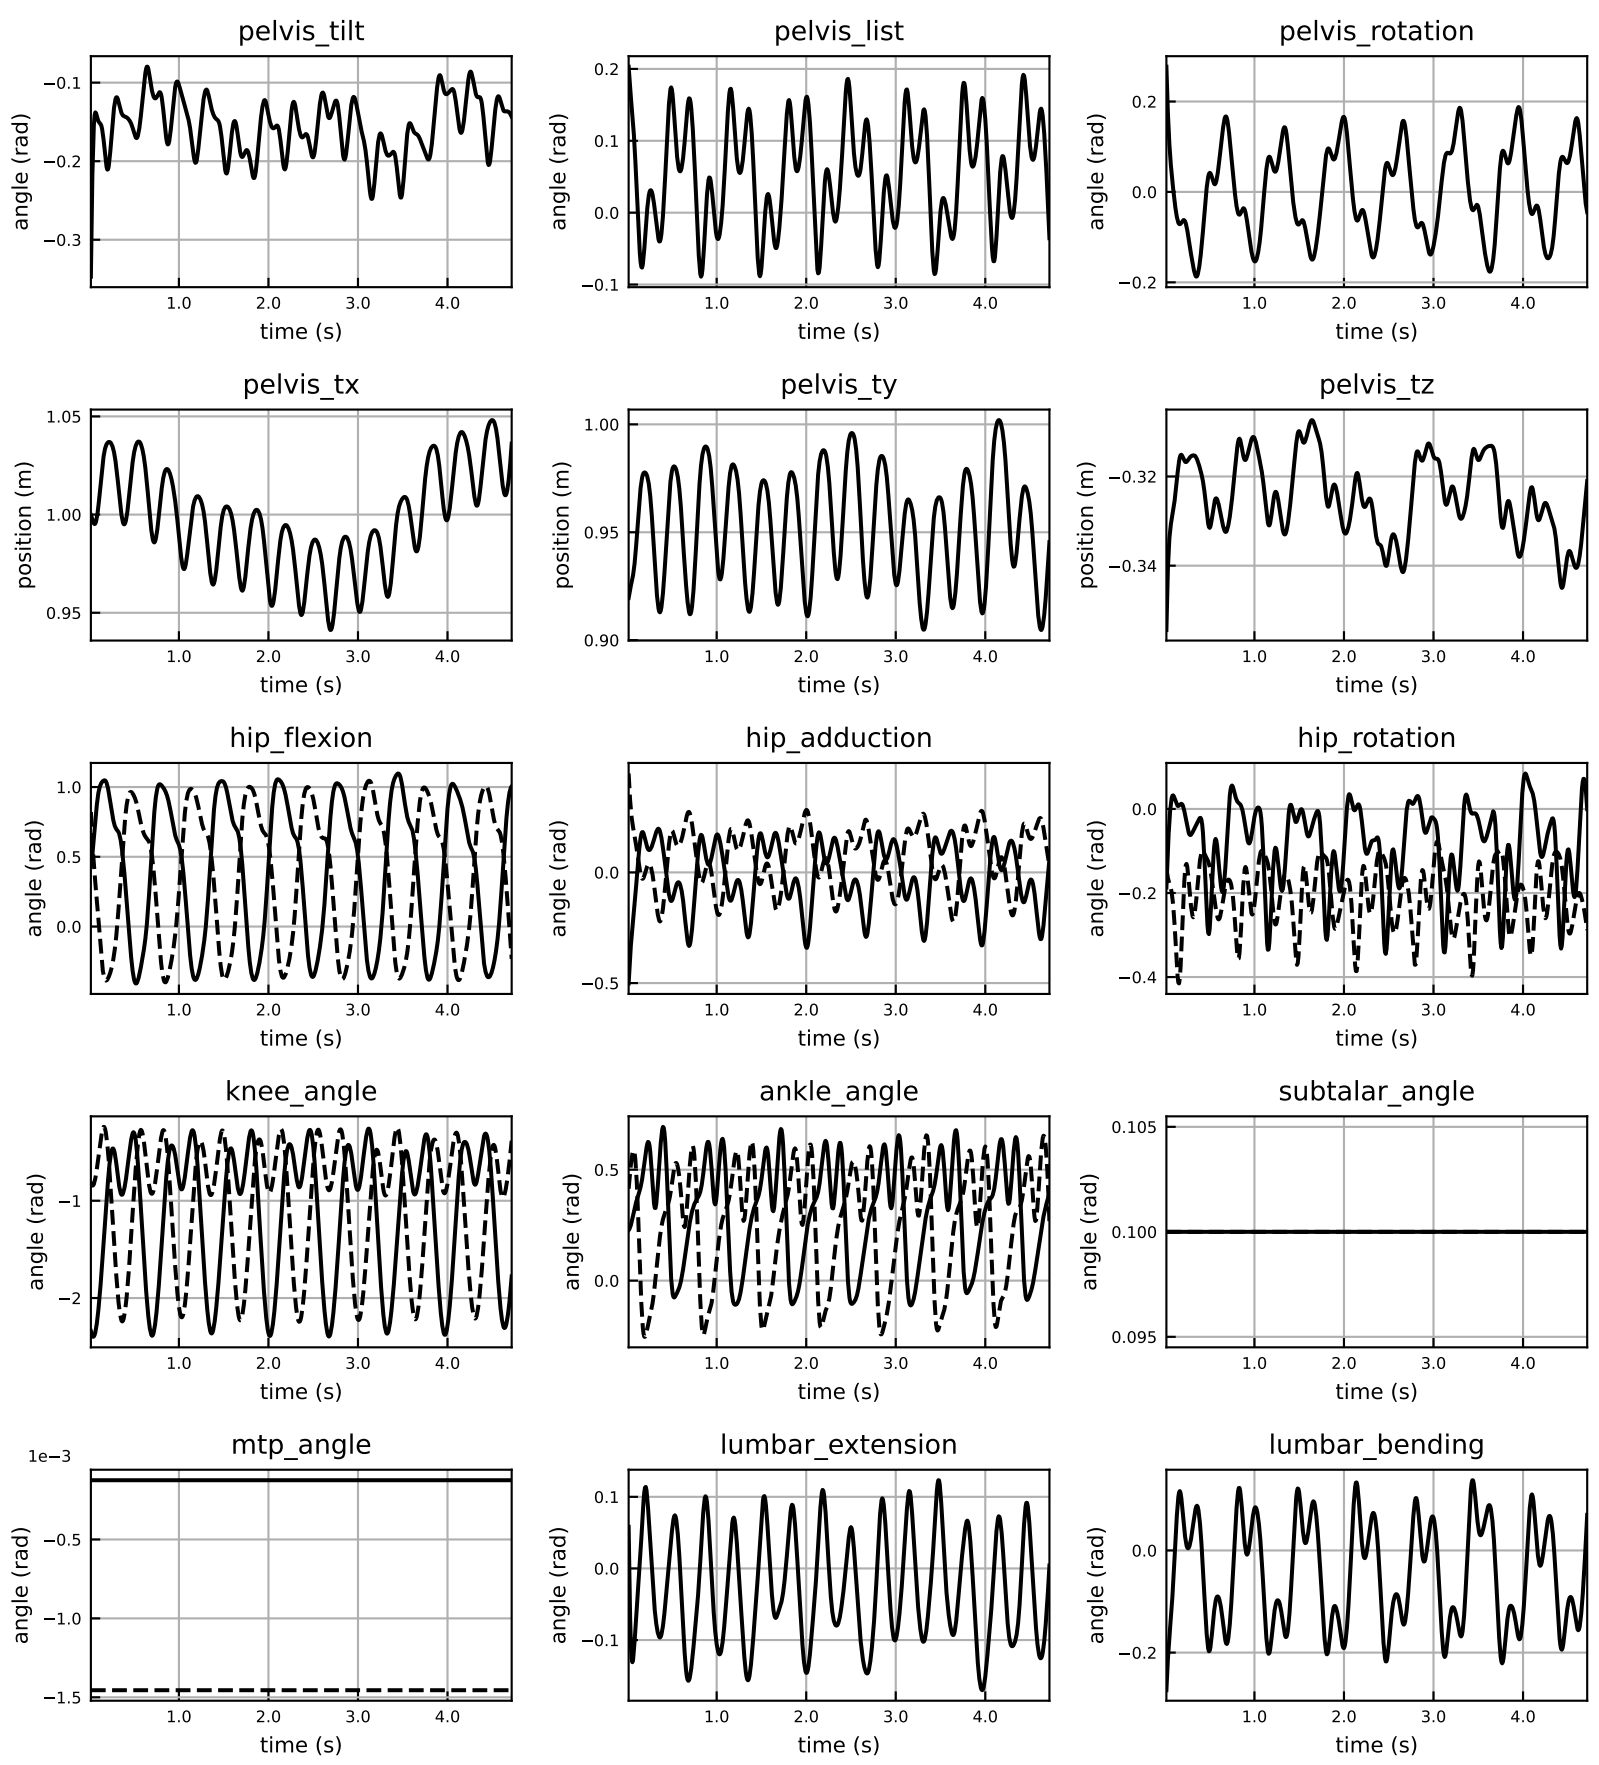 pelvis_tilt
angle (rad)
−0.1
−0.2
−0.3
1.0 2.0 3.0 4.0
time (s)
pelvis_list
angle (rad)
0.2
0.1
0.0
−0.1
1.0 2.0 3.0 4.0
time (s)
pelvis_rotation
angle (rad)
0.2
0.0
−0.2
1.0 2.0 3.0 4.0
time (s)
pelvis_tx
position (m)
1.05
1.00
0.95
1.0 2.0 3.0 4.0
time (s)
pelvis_ty
position (m)
1.00
0.95
0.90
1.0 2.0 3.0 4.0
time (s)
pelvis_tz
position (m)
−0.32
−0.34
1.0 2.0 3.0 4.0
time (s)
hip_flexion
angle (rad)
1.0
0.5
0.0
1.0 2.0 3.0 4.0
time (s)
hip_adduction
angle (rad)
0.0
−0.5
1.0 2.0 3.0 4.0
time (s)
hip_rotation
angle (rad)
0.0
−0.2
−0.4
1.0 2.0 3.0 4.0
time (s)
knee_angle
angle (rad)
−1
−2
1.0 2.0 3.0 4.0
time (s)
ankle_angle
angle (rad)
0.5
0.0
1.0 2.0 3.0 4.0
time (s)
subtalar_angle
angle (rad)
0.105
0.100
0.095
1.0 2.0 3.0 4.0
time (s)
mtp_angle
1e−3
angle (rad)
−0.5
−1.0
−1.5
1.0 2.0 3.0 4.0
time (s)
lumbar_extension
angle (rad)
0.1
0.0
−0.1
1.0 2.0 3.0 4.0
time (s)
lumbar_bending
angle (rad)
0.0
−0.2
1.0 2.0 3.0 4.0
time (s)